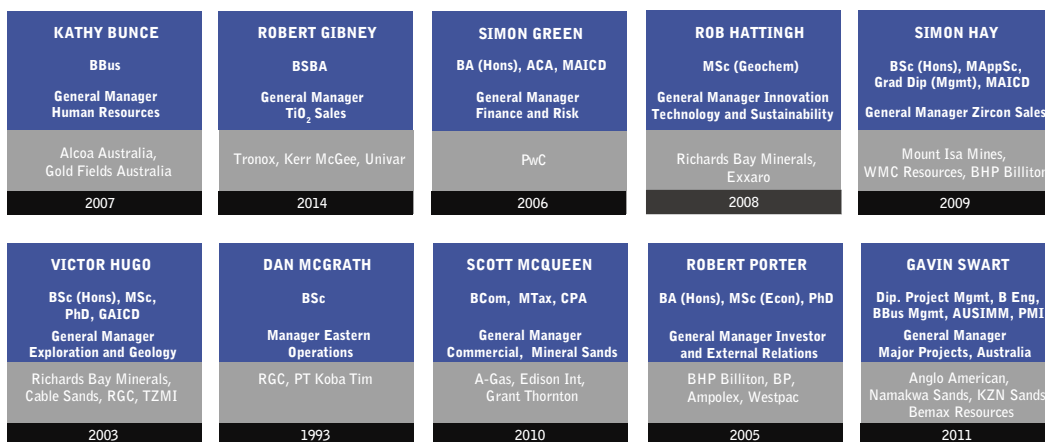 KATHY BUNCE
BBus
General Manager
Human Resources
Alcoa Australia,
Gold Fields Australia
2007
ROBERT GIBNEY
BSBA
General Manager
TiO₂ Sales
Tronox, Kerr McGee, Univar
2014
SIMON GREEN
BA (Hons), ACA, MAICD
General Manager
Finance and Risk
PwC
2006
ROB HATTINGH
MSc (Geochem)
General Manager Innovation
Technology and Sustainability
Richards Bay Minerals,
Exxaro
2008
SIMON HAY
BSc (Hons), MAppSc,
Grad Dip (Mgmt), MAICD
General Manager Zircon Sales
Mount Isa Mines,
WMC Resources, BHP Billiton
2009
VICTOR HUGO
BSc (Hons), MSc,
PhD, GAICD
General Manager
Exploration and Geology
Richards Bay Minerals,
Cable Sands, RGC, TZMI
2003
DAN MCGRATH
BSc
Manager Eastern
Operations
RGC, PT Koba Tim
1993
SCOTT MCQUEEN
BCom, MTax, CPA
General Manager
Commercial, Mineral Sands
A-Gas, Edison Int,
Grant Thornton
2010
ROBERT PORTER
BA (Hons), MSc (Econ), PhD
General Manager Investor
and External Relations
BHP Billiton, BP,
Ampolex, Westpac
2005
GAVIN SWART
Dip. Project Mgmt, B Eng,
BBus Mgmt, AUSIMM, PMI
General Manager
Major Projects, Australia
Anglo American,
Namakwa Sands, KZN Sands
Bemax Resources
2011